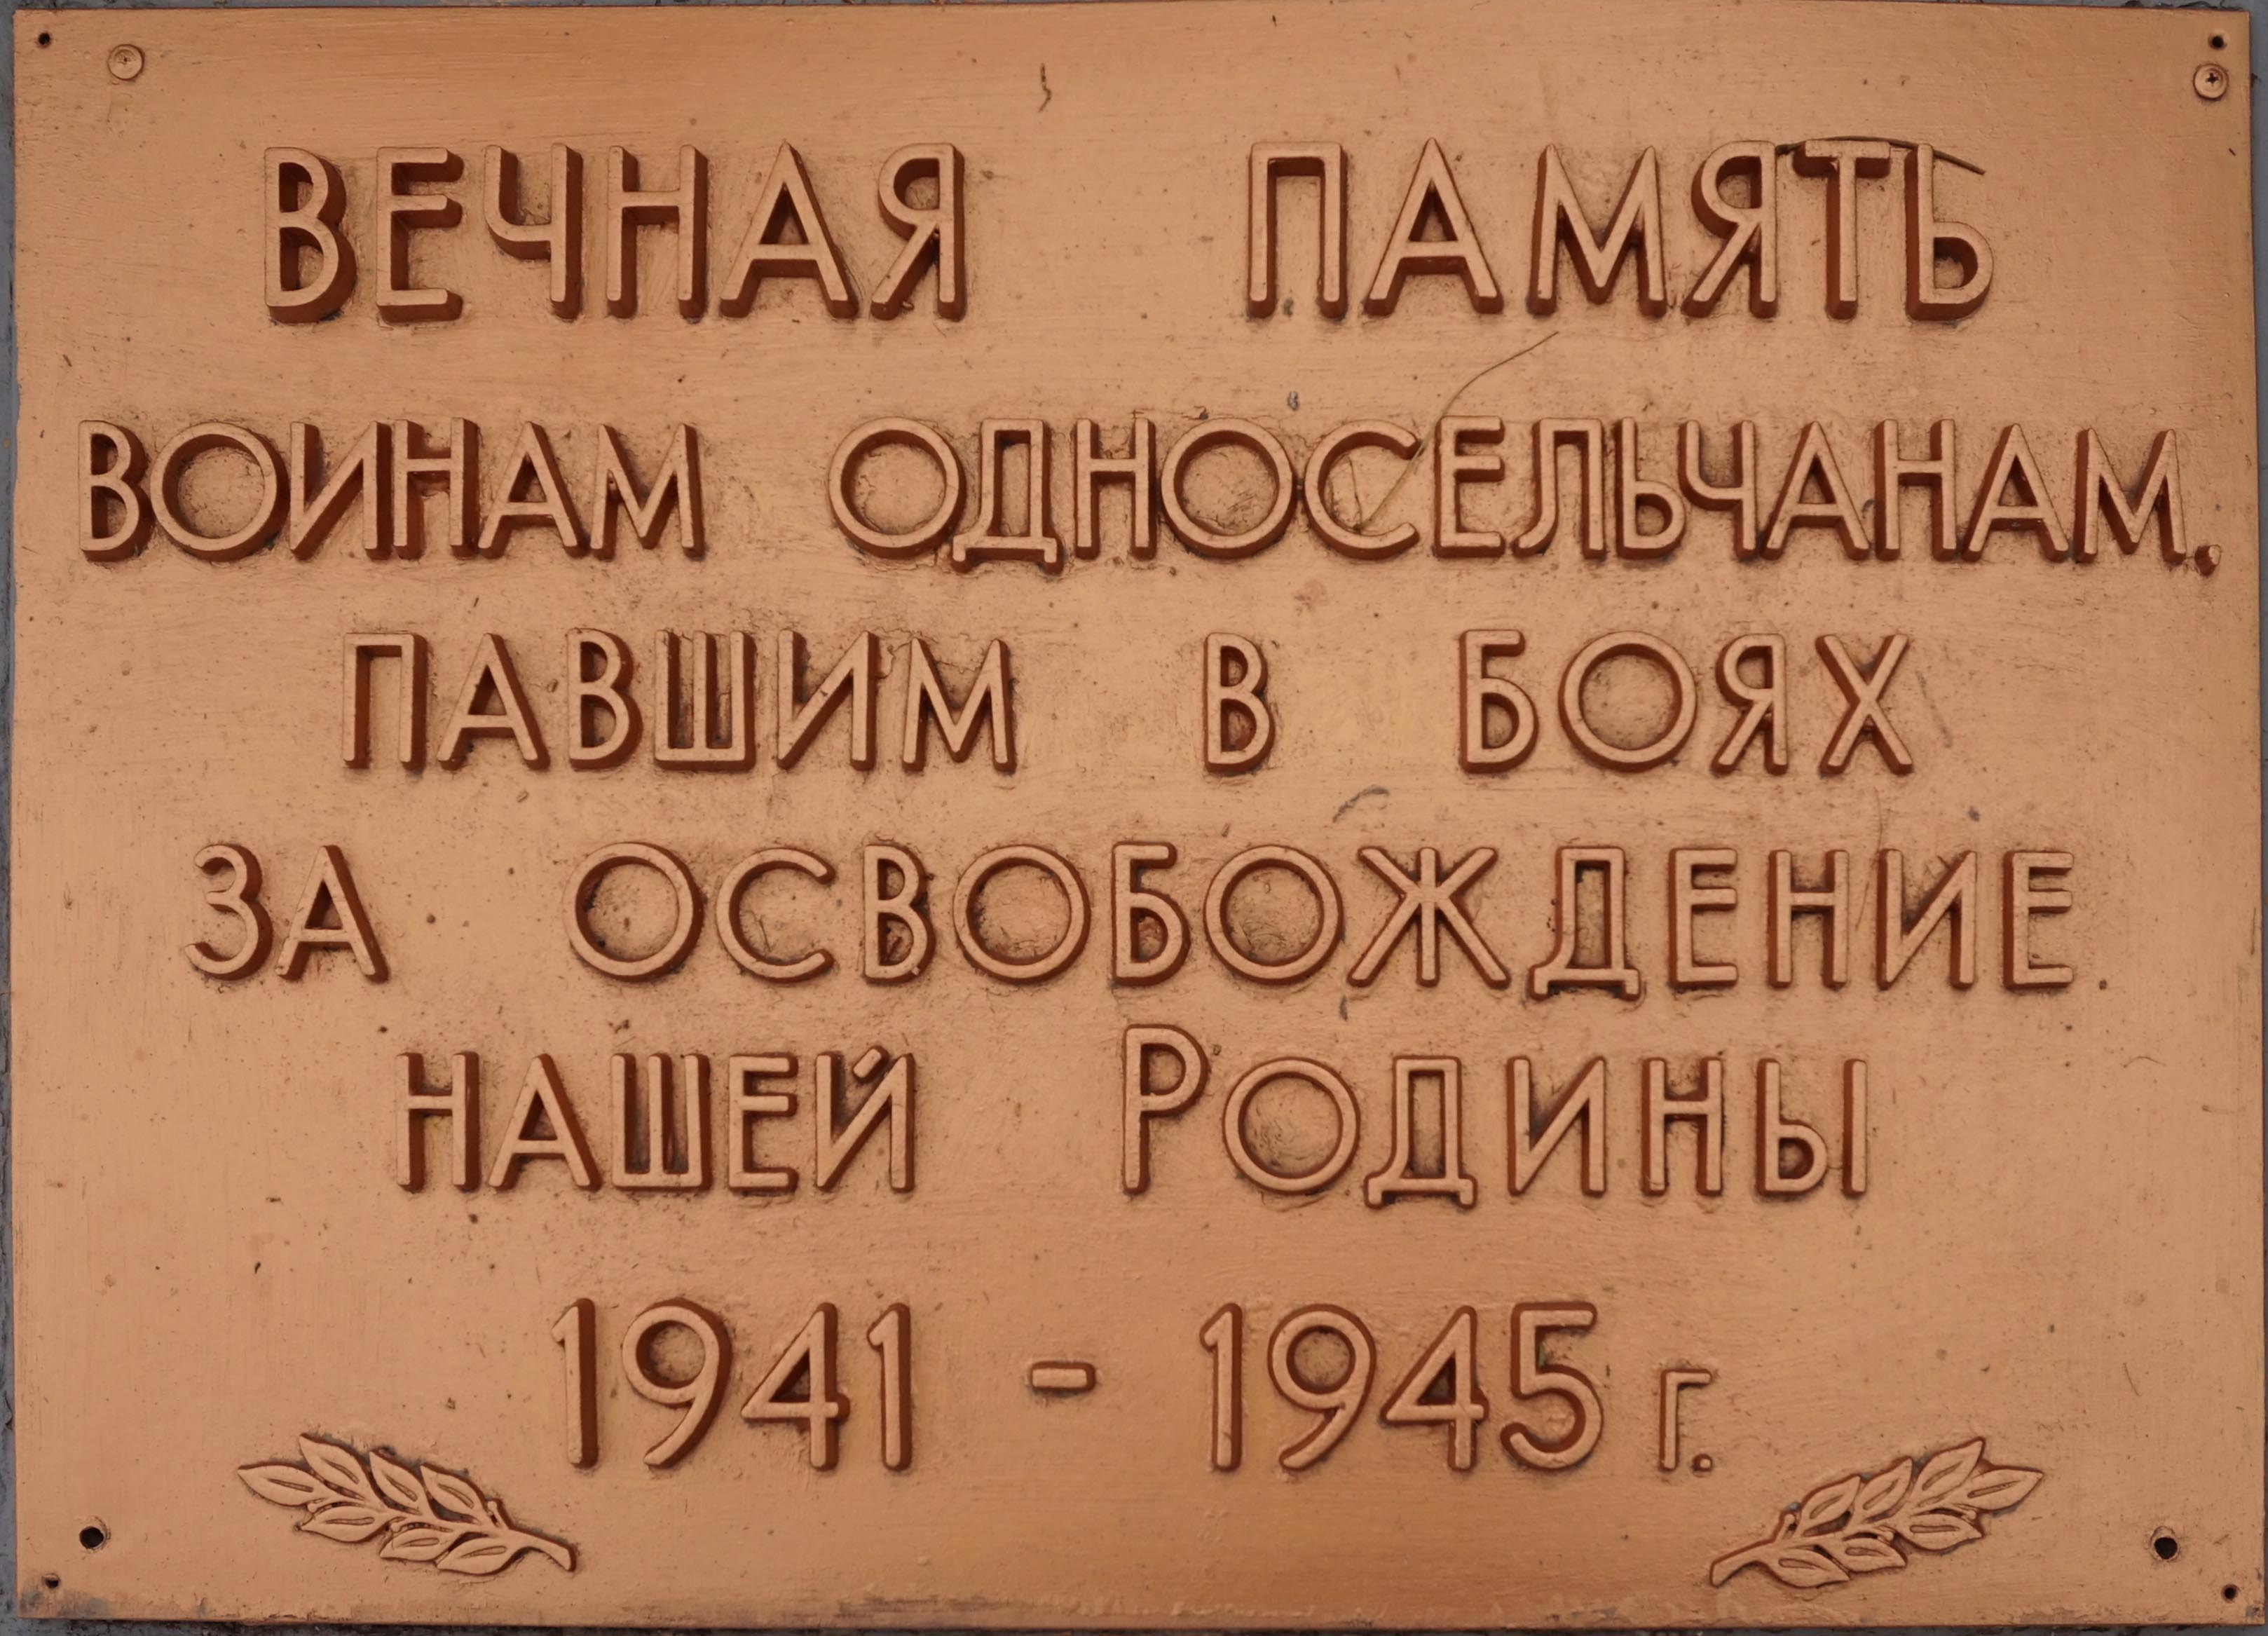 ВЕЧНАЯ ПАМЯТЬ
ВОИНАМ ОДНОСЕЛЬЧАНАМ,
ПАВШИМ В БОЯХ
ЗА ОСВОБОЖДЕНИЕ
НАШЕЙ РОДИНЫ
1941 - 1945 г.